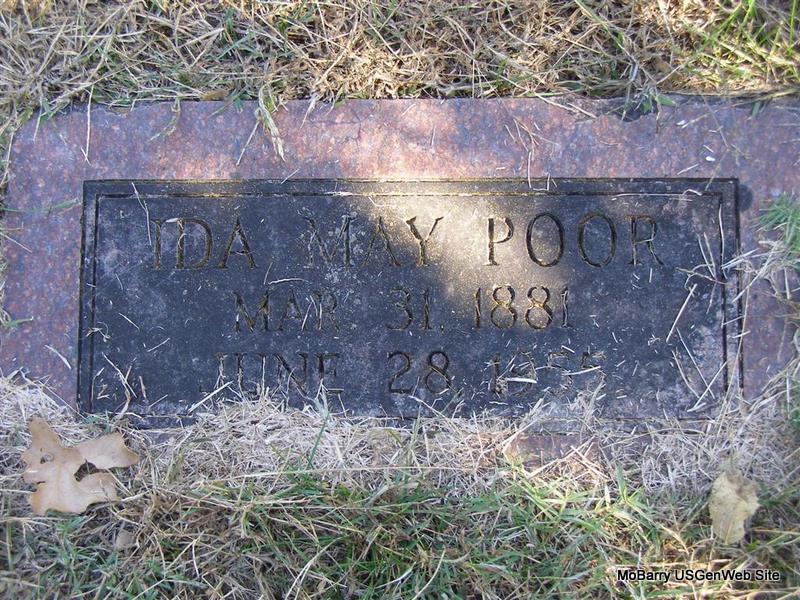 IDA MAY POOR
MAR. 31, 1881
JUNE 28,
MoBarry USGenWeb Site